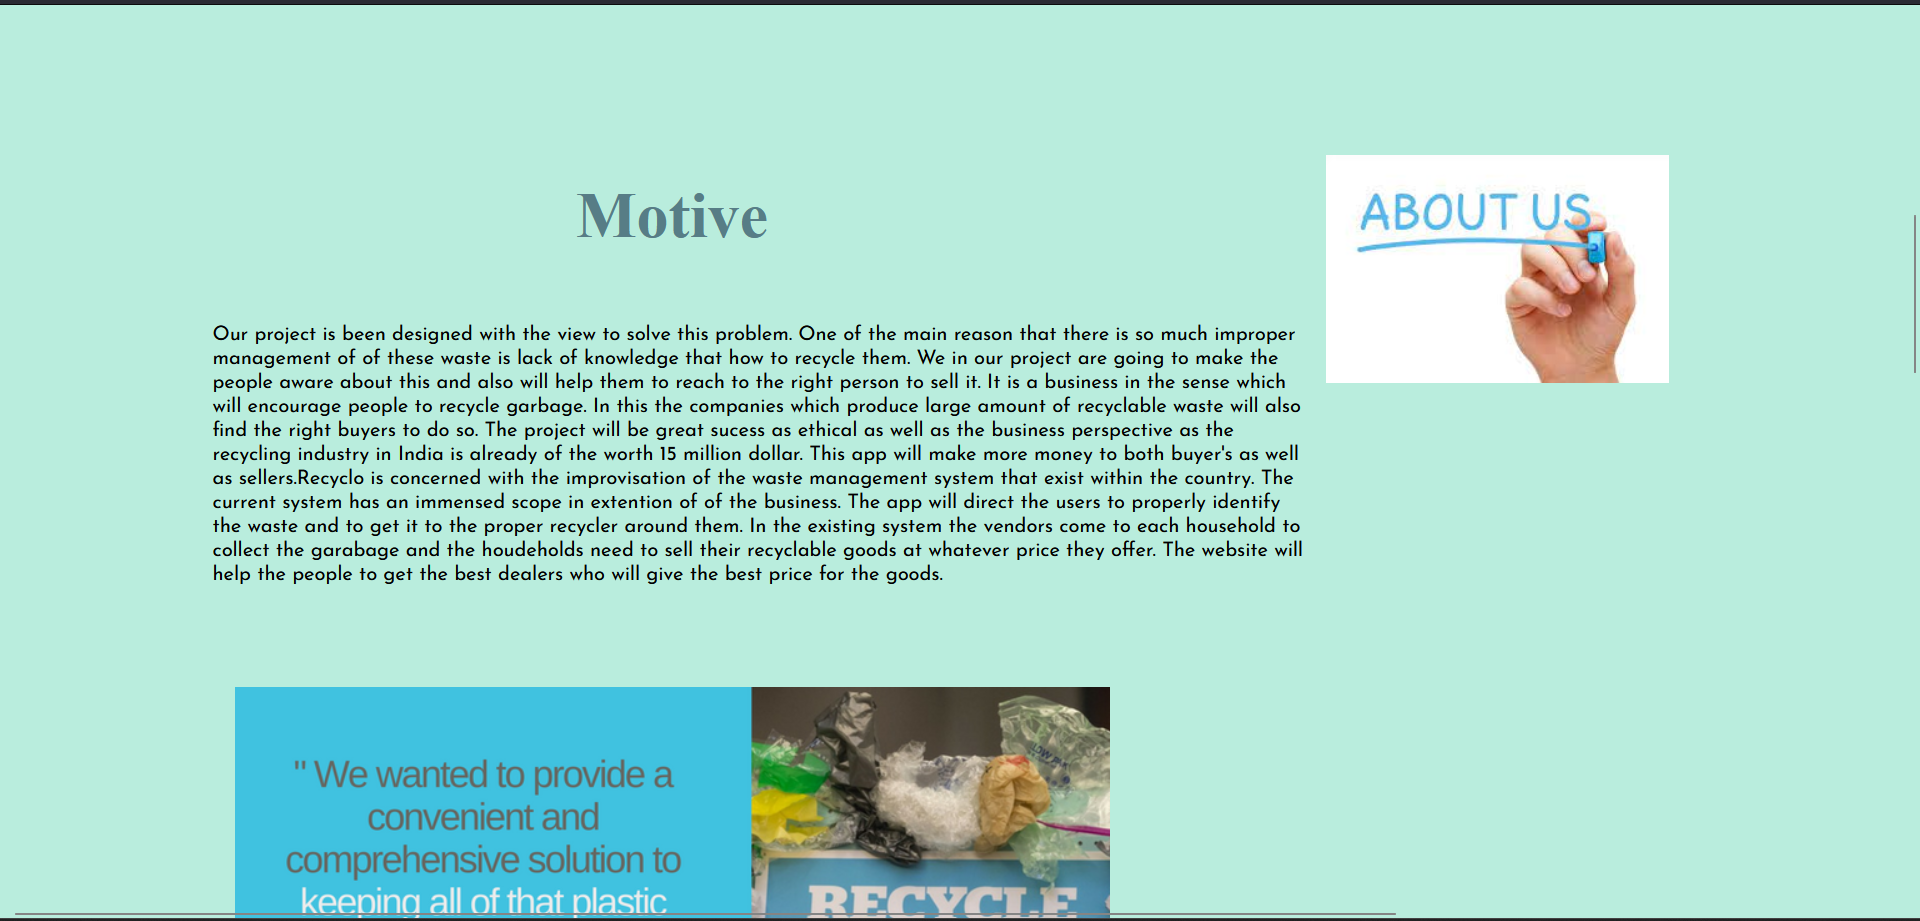 Motive
ABOUT US
Our project is been designed with the view to solve this problem. One of the main reason that there is so much improper
management of of these waste is lack of knowledge that how to recycle them. We in our project are going to make the
people aware about this and also will help them to reach to the right person to sell it. It is a business in the sense which
will encourage people to recycle garbage. In this the companies which produce large amount of recyclable waste will also
find the right buyers to do so. The project will be great sucess as ethical as well as the business perspective as the
recycling industry in India is already of the worth 15 million dollar. This app will make more money to both buyer's as well
as sellers.Recyclo is concerned with the improvisation of the waste management system that exist within the country. The
current system has an immensed scope in extention of of the business. The app will direct the users to properly identify
the waste and to get it to the proper recycler around them. In the existing system the vendors come to each household to
collect the garabage and the houdeholds need to sell their recyclable goods at whatever price they offer. The website will
help the people to get the best dealers who will give the best price for the goods.
" We wanted to provide a
convenient and
comprehensive solution to
keeping all of that plastic
RECYCLE